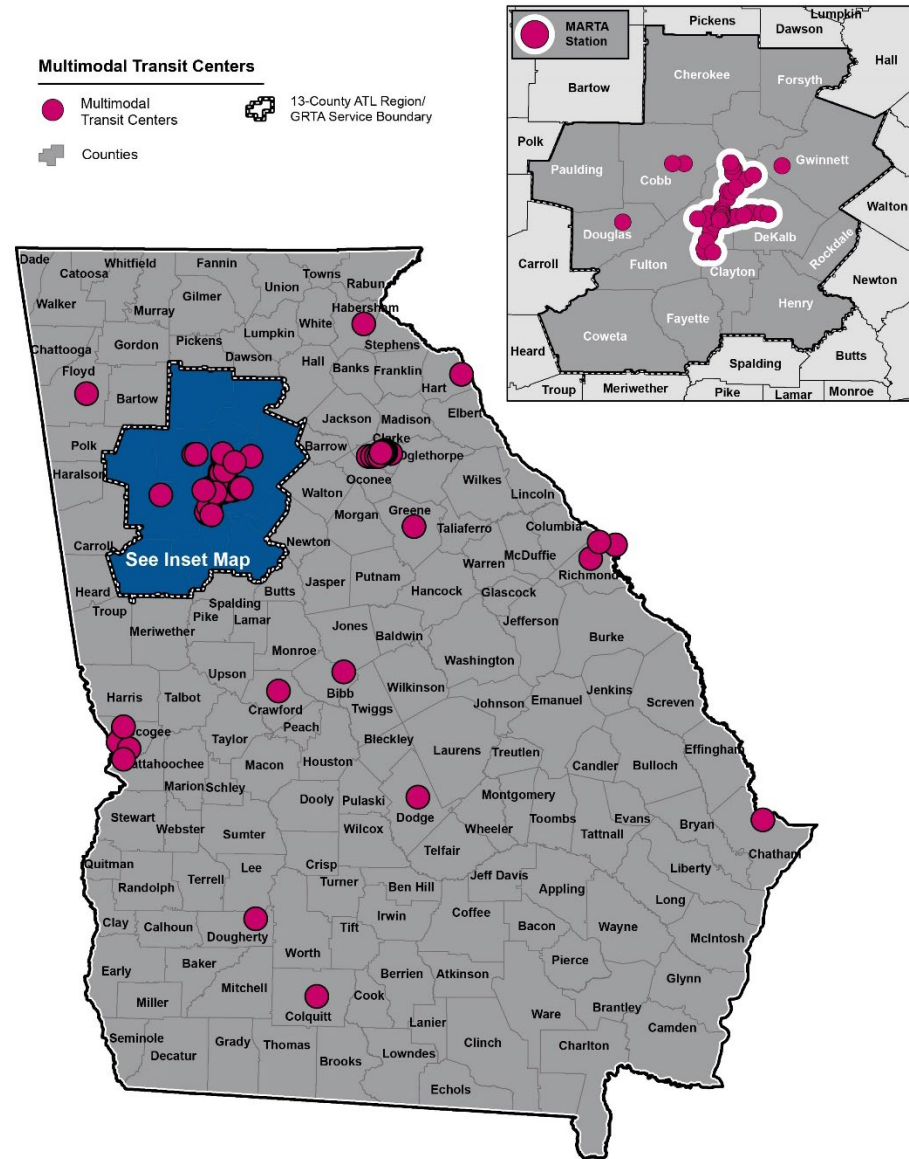 Multimodal Transit Centers
Multimodal
Transit Centers
13-County ATL Region/
GRTA Service Boundary
Counties
MARTA
Station
Pickens
Lumpkin
Dawson
Hall
Cherokee
Forsyth
Bartow
Polk
Paulding
Cobb
Gwinnett
Walton
Douglas
DeKalb
Rockdale
Carroll
Fulton
Clayton
Newton
Henry
Fayette
Coweta
Heard
Spalding
Butts
Troup
Meriwether
Pike
Lamar
Monroe
Dade
Catoosa
Whitfield
Fannin
Towns
Rabun
Union
Walker
Murray
Gilmer
Habersham
White
Lumpkin
Stephens
Chattooga
Gordon
Pickens
Dawson
Hall
Banks
Franklin
Hart
Floyd
Bartow
Jackson
Madison
Elbert
Polk
Barrow
Clarke
Oglethorpe
Haralson
Oconee
Walton
Wilkes
Lincoln
Morgan
Greene
Taliaferro
Columbia
McDuffie
Carroll
See Inset Map
Newton
Warren
Richmond
Heard
Butts
Jasper
Putnam
Hancock
Glascock
Troup
Spalding
Pike
Lamar
Meriwether
Jefferson
Jones
Baldwin
Burke
Monroe
Upson
Washington
Harris
Talbot
Bibb
Wilkinson
Crawford
Twiggs
Johnson
Emanuel
Jenkins
Screven
Peach
cogee
Taylor
Bleckley
attahoochee
Macon
Houston
Laurens
Treutlen
Effingham
Candler
Bulloch
Marion
Schley
Dooly
Pulaski
Montgomery
Stewart
Webster
Dodge
Toombs
Evans
Bryan
Sumter
Wilcox
Wheeler
Tattnall
Telfair
Chatham
Quitman
Lee
Crisp
Liberty
Randolph
Terrell
Turner
Ben Hill
Jeff Davis
Appling
Long
Clay
Calhoun
Dougherty
Irwin
Coffee
Bacon
Wayne
McIntosh
Worth
Tift
Early
Baker
Berrien
Atkinson
Pierce
Glynn
Miller
Mitchell
Colquitt
Cook
Ware
Brantley
Lanier
Camden
Seminole
Decatur
Grady
Thomas
Brooks
Lowndes
Clinch
Charlton
Echols